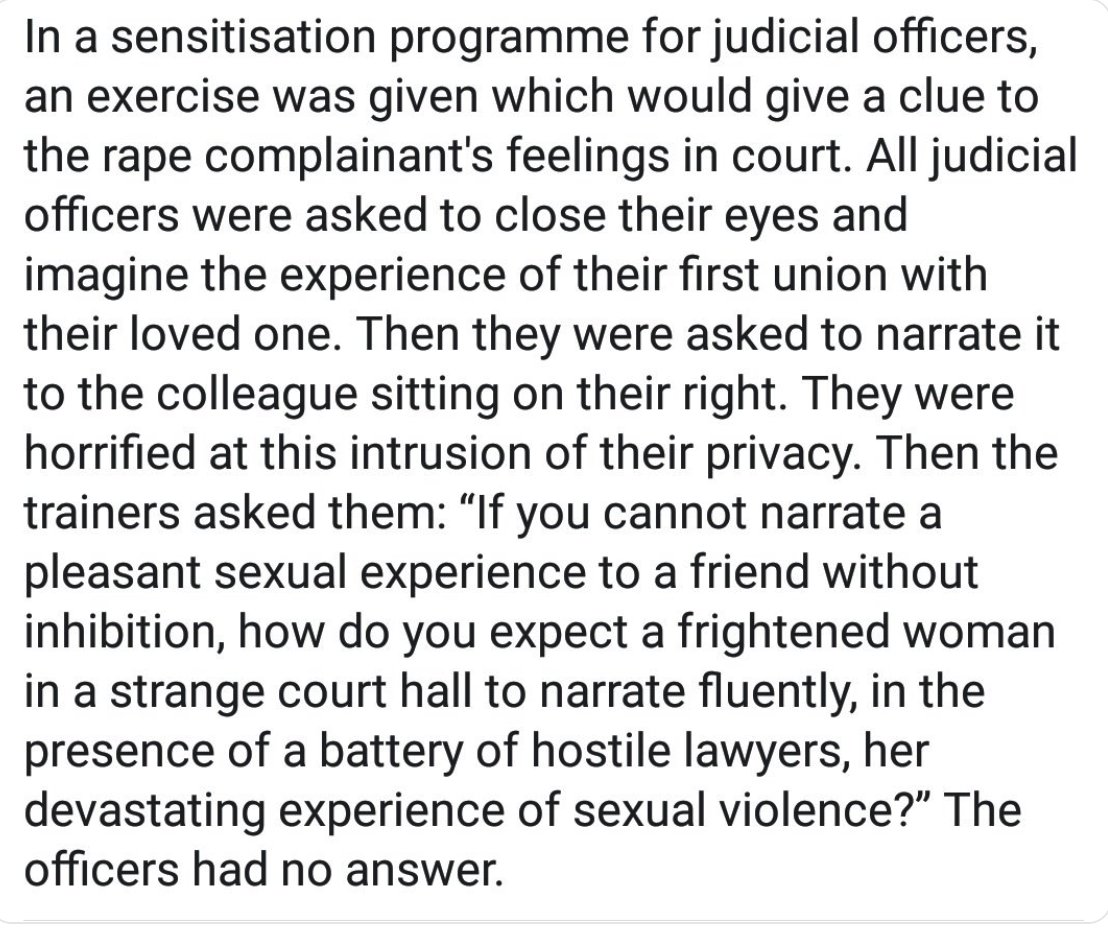 In a sensitisation programme for judicial officers,
an exercise was given which would give a clue to
the rape complainant's feelings in court. All judicial
officers were asked to close their eyes and
imagine the experience of their first union with
their loved one. Then they were asked to narrate it
to the colleague sitting on their right. They were
horrified at this intrusion of their privacy. Then the
trainers asked them: “If you cannot narrate a
pleasant sexual experience to a friend without
inhibition, how do you expect a frightened woman
in a strange court hall to narrate fluently, in the
presence of a battery of hostile lawyers, her
devastating experience of sexual violence?” The
officers had no answer.